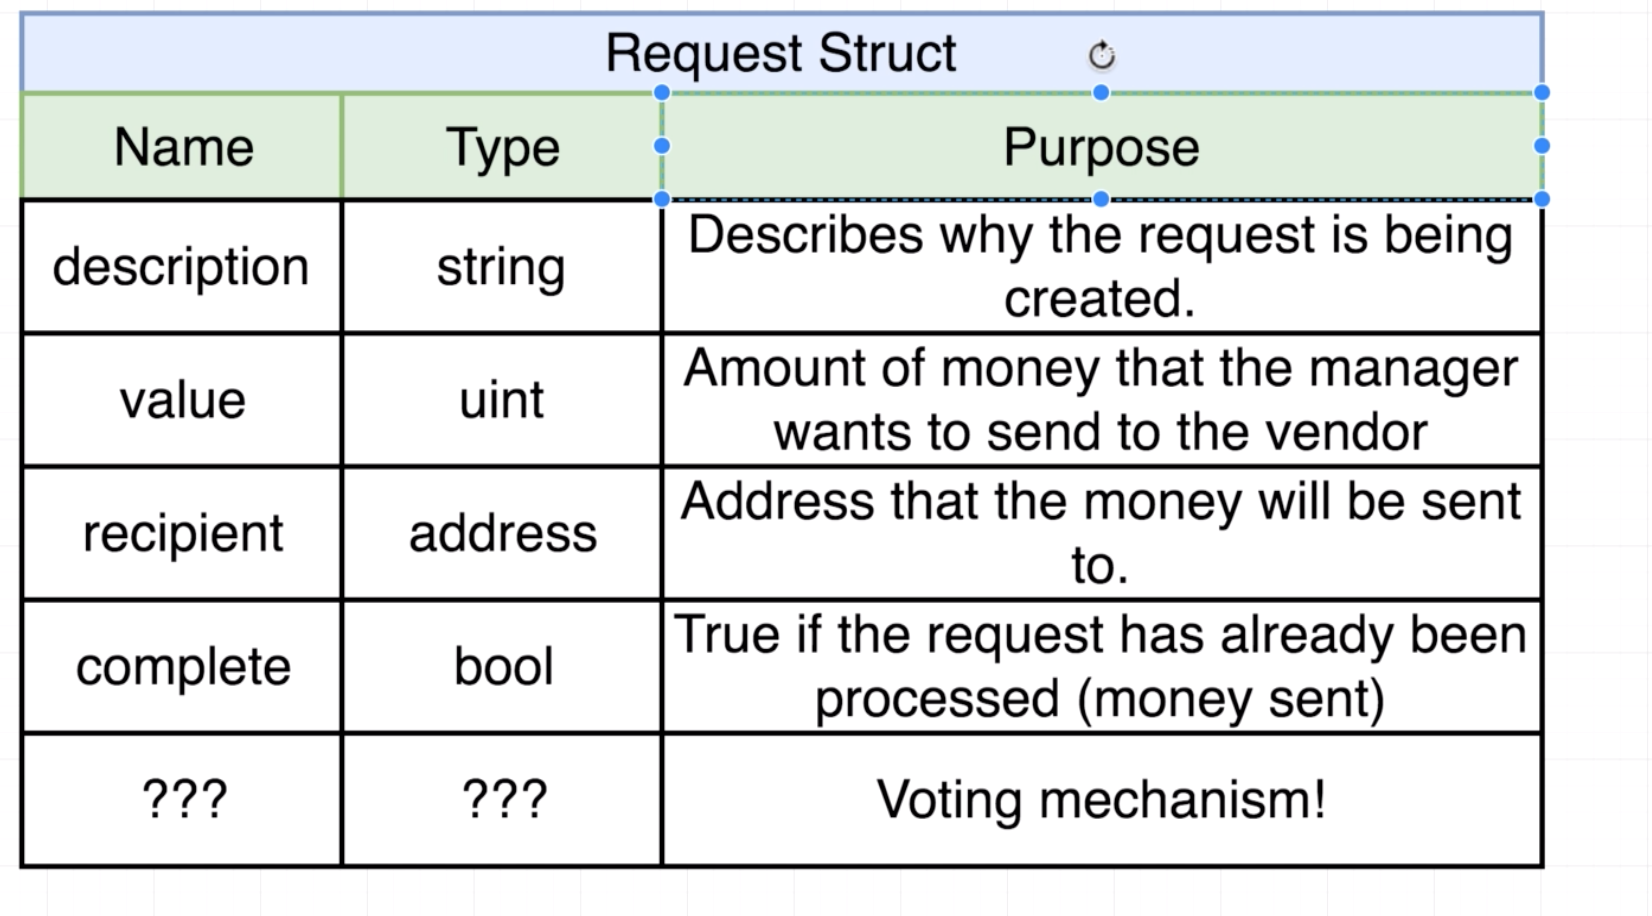 Request Struct
Name Type Purpose
description string Describes why the request is being
created.
value uint Amount of money that the manager
wants to send to the vendor
recipient address Address that the money will be sent
to.
complete bool True if the request has already been
processed (money sent)
??? ??? Voting mechanism!